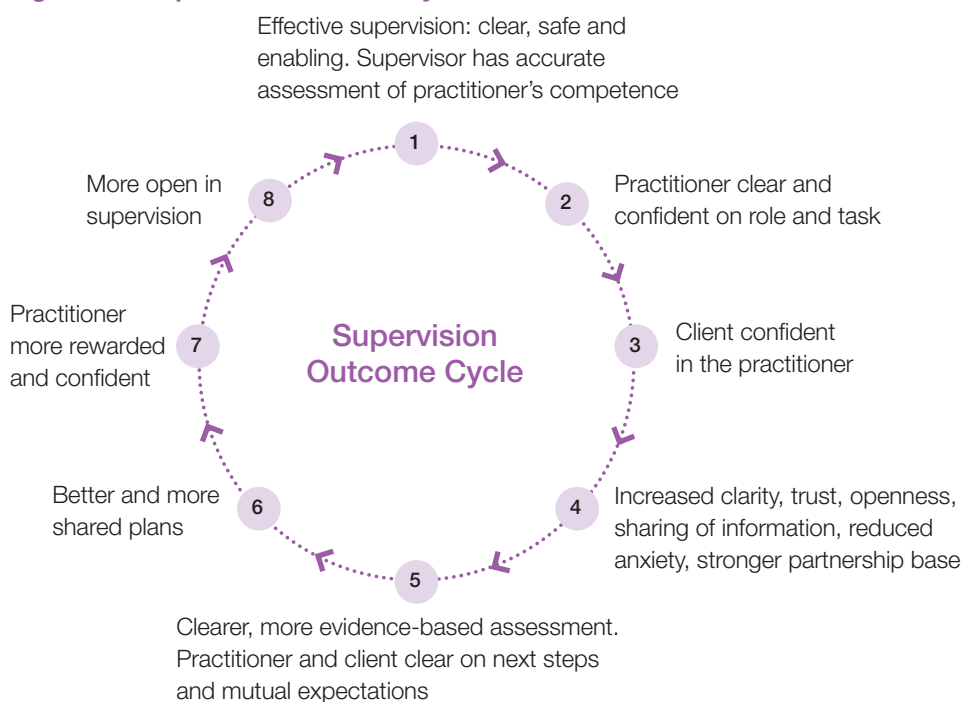 Effective supervision: clear, safe and
enabling. Supervisor has accurate
assessment of practitioner's competence
1
2
Practitioner clear and
confident on role and task
3
Client confident
in the practitioner
4
Increased clarity, trust, openness,
sharing of information, reduced
anxiety, stronger partnership base
5
Clearer, more evidence-based assessment.
Practitioner and client clear on next steps
and mutual expectations
6
Better and more
shared plans
7
Practitioner
more rewarded
and confident
8
More open in
supervision
Supervision
Outcome Cycle